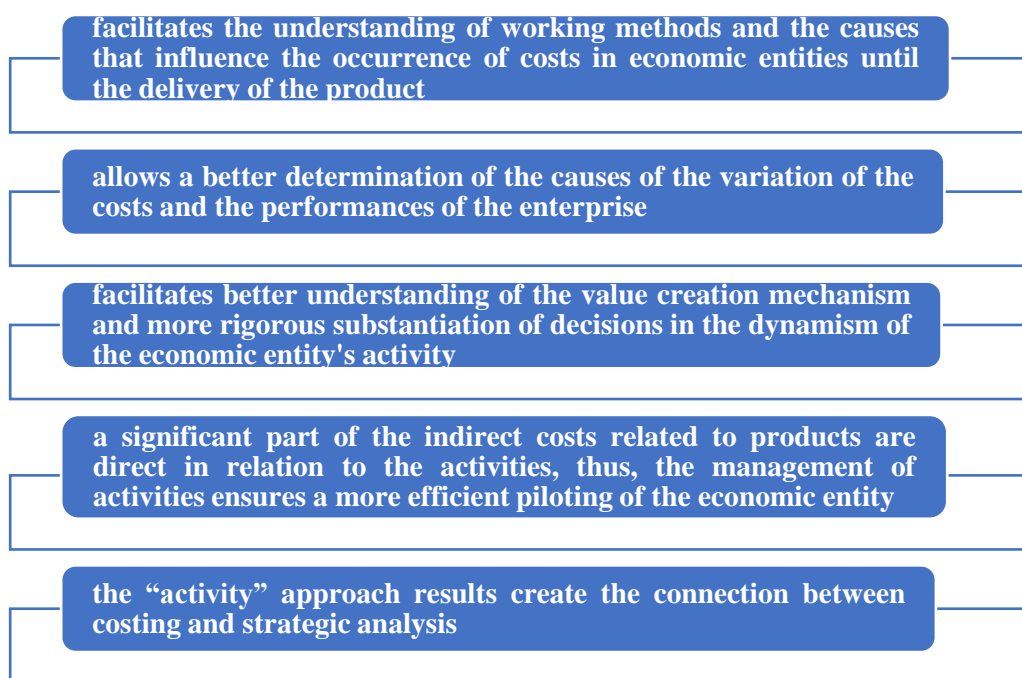 facilitates the understanding of working methods and the causes
that influence the occurrence of costs in economic entities until
the delivery of the product
allows a better determination of the causes of the variation of the
costs and the performances of the enterprise
facilitates better understanding of the value creation mechanism
and more rigorous substantiation of decisions in the dynamism of
the economic entity's activity
a significant part of the indirect costs related to products are
direct in relation to the activities, thus, the management of
activities ensures a more efficient piloting of the economic entity
the “activity” approach results create the connection between
costing and strategic analysis